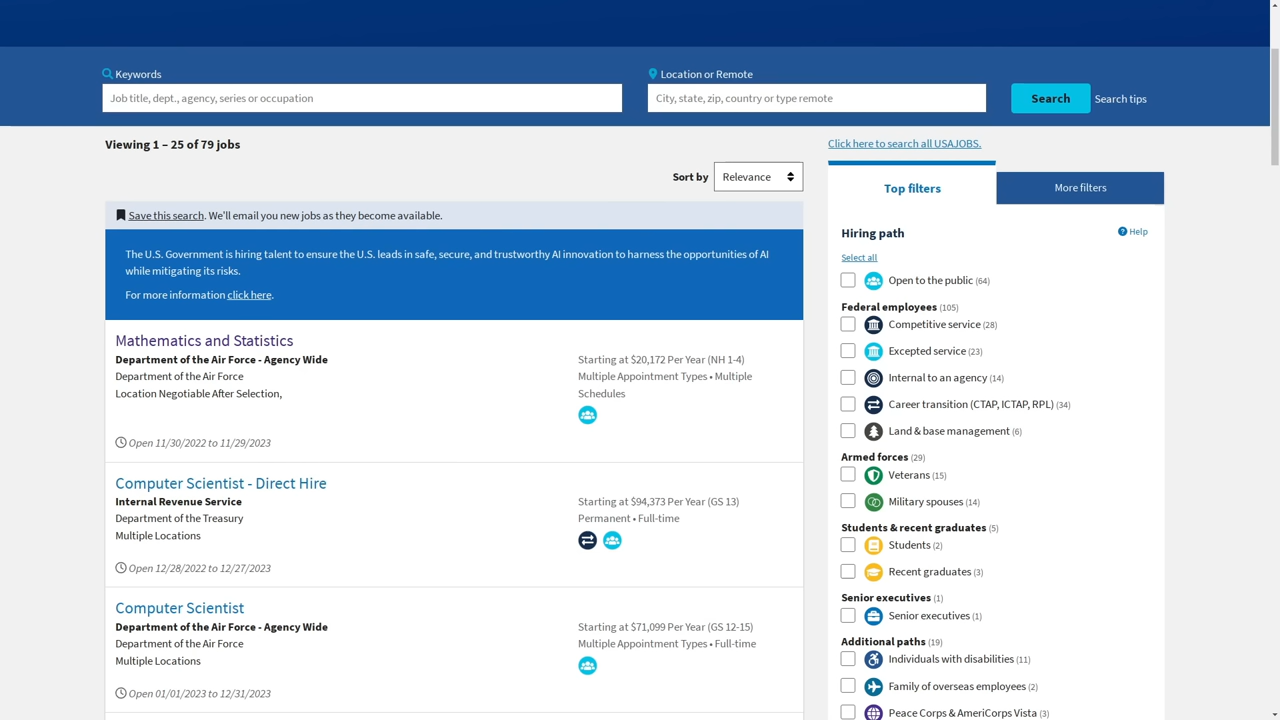 Keywords
Location or Remote
Job title, dept., agency, series or occupation
City, state, zip, country or type remote
Search
Search tips
Viewing 1 – 25 of 79 jobs
Click here to search all USAJOBS.
Sort by
Relevance
Top filters
More filters
Save this search. We'll email you new jobs as they become available.
The U.S. Government is hiring talent to ensure the U.S. leads in safe, secure, and trustworthy AI innovation to harness the opportunities of AI
while mitigating its risks.
For more information click here.
Mathematics and Statistics
Department of the Air Force - Agency Wide
Department of the Air Force
Location Negotiable After Selection,
Starting at $20,172 Per Year (NH 1-4)
Multiple Appointment Types • Multiple
Schedules
Open 11/30/2022 to 11/29/2023
Computer Scientist - Direct Hire
Internal Revenue Service
Department of the Treasury
Multiple Locations
Starting at $94,373 Per Year (GS 13)
Permanent • Full-time
Open 12/28/2022 to 12/27/2023
Computer Scientist
Department of the Air Force - Agency Wide
Department of the Air Force
Multiple Locations
Starting at $71,099 Per Year (GS 12-15)
Multiple Appointment Types • Full-time
Open 01/01/2023 to 12/31/2023
Hiring path
Help
Select all
Open to the public (64)
Federal employees (105)
Competitive service (28)
Excepted service (23)
Internal to an agency (14)
Career transition (CTAP, ICTAP, RPL) (34)
Land & base management (6)
Armed forces (29)
Veterans (15)
Military spouses (14)
Students & recent graduates (5)
Students (2)
Recent graduates (3)
Senior executives (1)
Senior executives (1)
Additional paths (19)
Individuals with disabilities (11)
Family of overseas employees (2)
Peace Corps & AmeriCorps Vista (3)